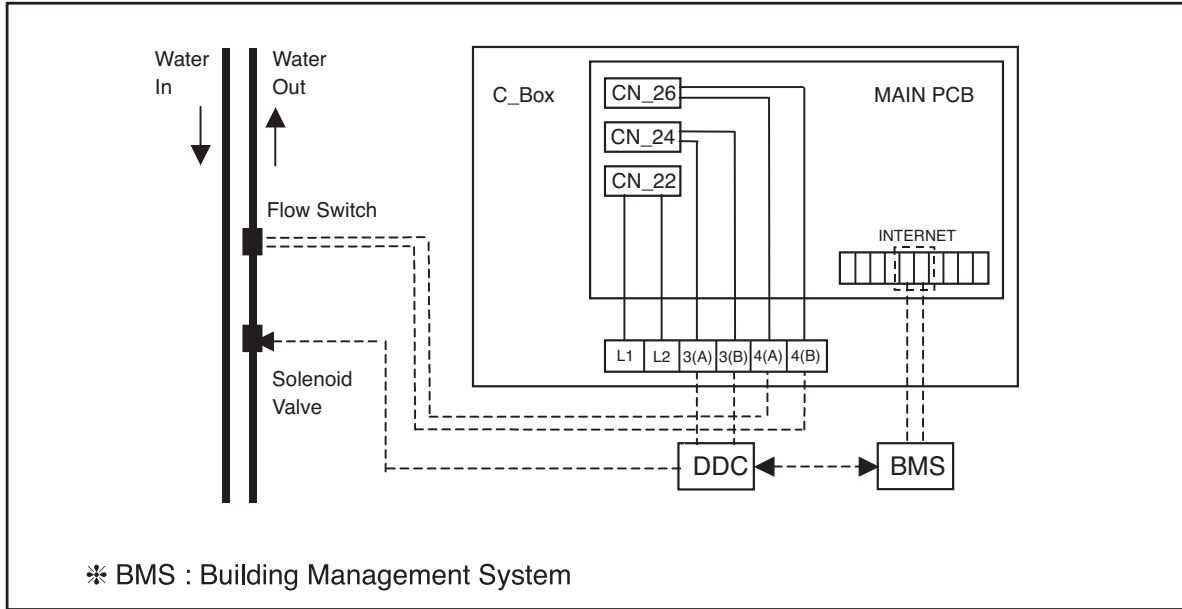 Water
In
Water
Out
C_Box
MAIN PCB
CN_26
CN_24
CN_22
Flow Switch
INTERNET
L1 L2 3(A) 3(B) 4(A) 4(B)
Solenoid
Valve
DDC
BMS
❇ BMS : Building Management System